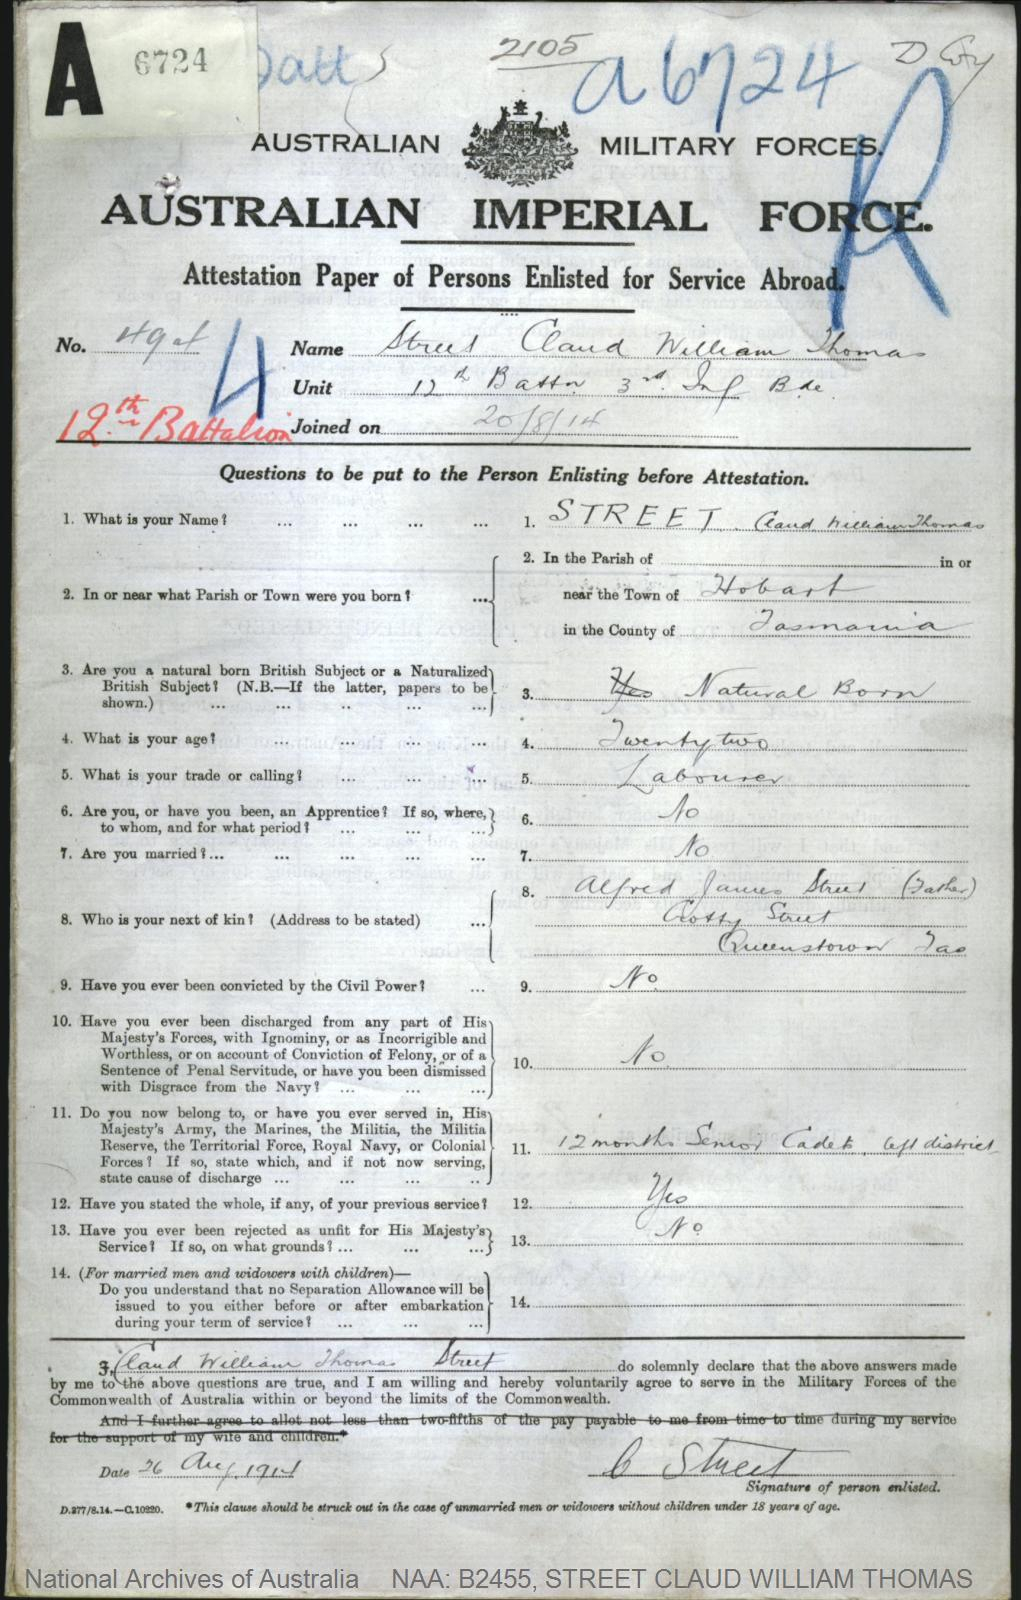 A 6724
2105
a 6724
AUSTRALIAN MILITARY FORCES.
AUSTRALIAN IMPERIAL FORCE.
R
Attestation Paper of Persons Enlisted for Service Abroad.
No.
4
Name Street Claud William Thomas
Unit 12th Battn 3rd. Inf Bde
12th Battalion
Joined on 20/8/14
Questions to be put to the Person Enlisting before Attestation.
1. What is your Name? ... ... ... ... 1. STREET Claud William Thomas
2. In or near what Parish or Town were you born? ... 2. In the Parish of in or
near the Town of Hobart
in the County of Tasmania
3. Are you a natural born British Subject or a Naturalized
British Subject? (N.B.—If the latter, papers to be
shown.) ... ... .. ... ... 3. Yes Natural Born
4. What is your age? ... ... ... ... 4. Twenty two
5. What is your trade or calling? ... ... ... 5. Labourer
6. Are you, or have you been, an Apprentice? If so, where,
to whom, and for what period? ... ... ... 6. No
7. Are you married?... ... ... ... ... 7. No
8. Who is your next of kin? (Address to be stated) ... 8. Alfred James Street (Father)
Street
Queenstown Tas
9. Have you ever been convicted by the Civil Power? ... 9. No
10. Have you ever been discharged from any part of His
Majesty's Forces, with Ignominy, or as Incorrigible and
Worthless, or on account of Conviction of Felony, or of a
Sentence of Penal Servitude, or have you been dismissed
with Disgrace from the Navy? ... ... ... 10. No
11. Do you now belong to, or have you ever served in, His
Majesty's Army, the Marines, the Militia, the Militia
Reserve, the Territorial Force, Royal Navy, or Colonial
Forces? If so, state which, and if not now serving,
state cause of discharge ... ... ... .. 11. 12 months Senior Cadets, left district
12. Have you stated the whole, if any, of your previous service? 12. Yes
13. Have you ever been rejected as unfit for His Majesty's
Service? If so, on what grounds? ... ... ... 13. No
14. (For married men and widowers with children)—
Do you understand that no Separation Allowance will be
issued to you either before or after embarkation
during your term of service? ... ... ... 14.
I, Claud William Thomas Street do solemnly declare that the above answers made
by me to the above questions are true, and I am willing and hereby voluntarily agree to serve in the Military Forces of the
Commonwealth of Australia within or beyond the limits of the Commonwealth.
And I further agree to allot not less than two-fifths of the pay payable to me from time to time during my service
for the support of my wife and children.*
Date 26 Aug. 1914 C Street
Signature of person enlisted.
D.277/8.14.—C.10220. *This clause should be struck out in the case of unmarried men or widowers without children under 18 years of age.
National Archives of Australia NAA: B2455, STREET CLAUD WILLIAM THOMAS